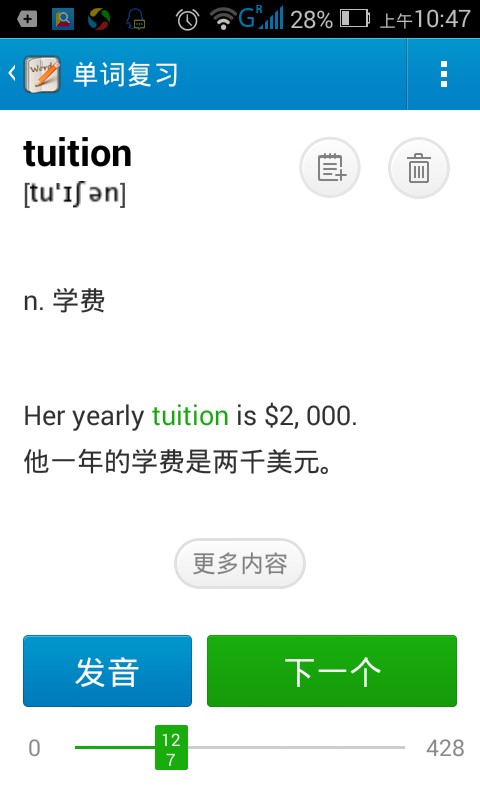 GR 28% 上午10:47
Words 单词复习
tuition
[tu'ɪʃən]
n. 学费
Her yearly tuition is $2, 000.
他一年的学费是两千美元。
更多内容
发音 下一个
0 127 428